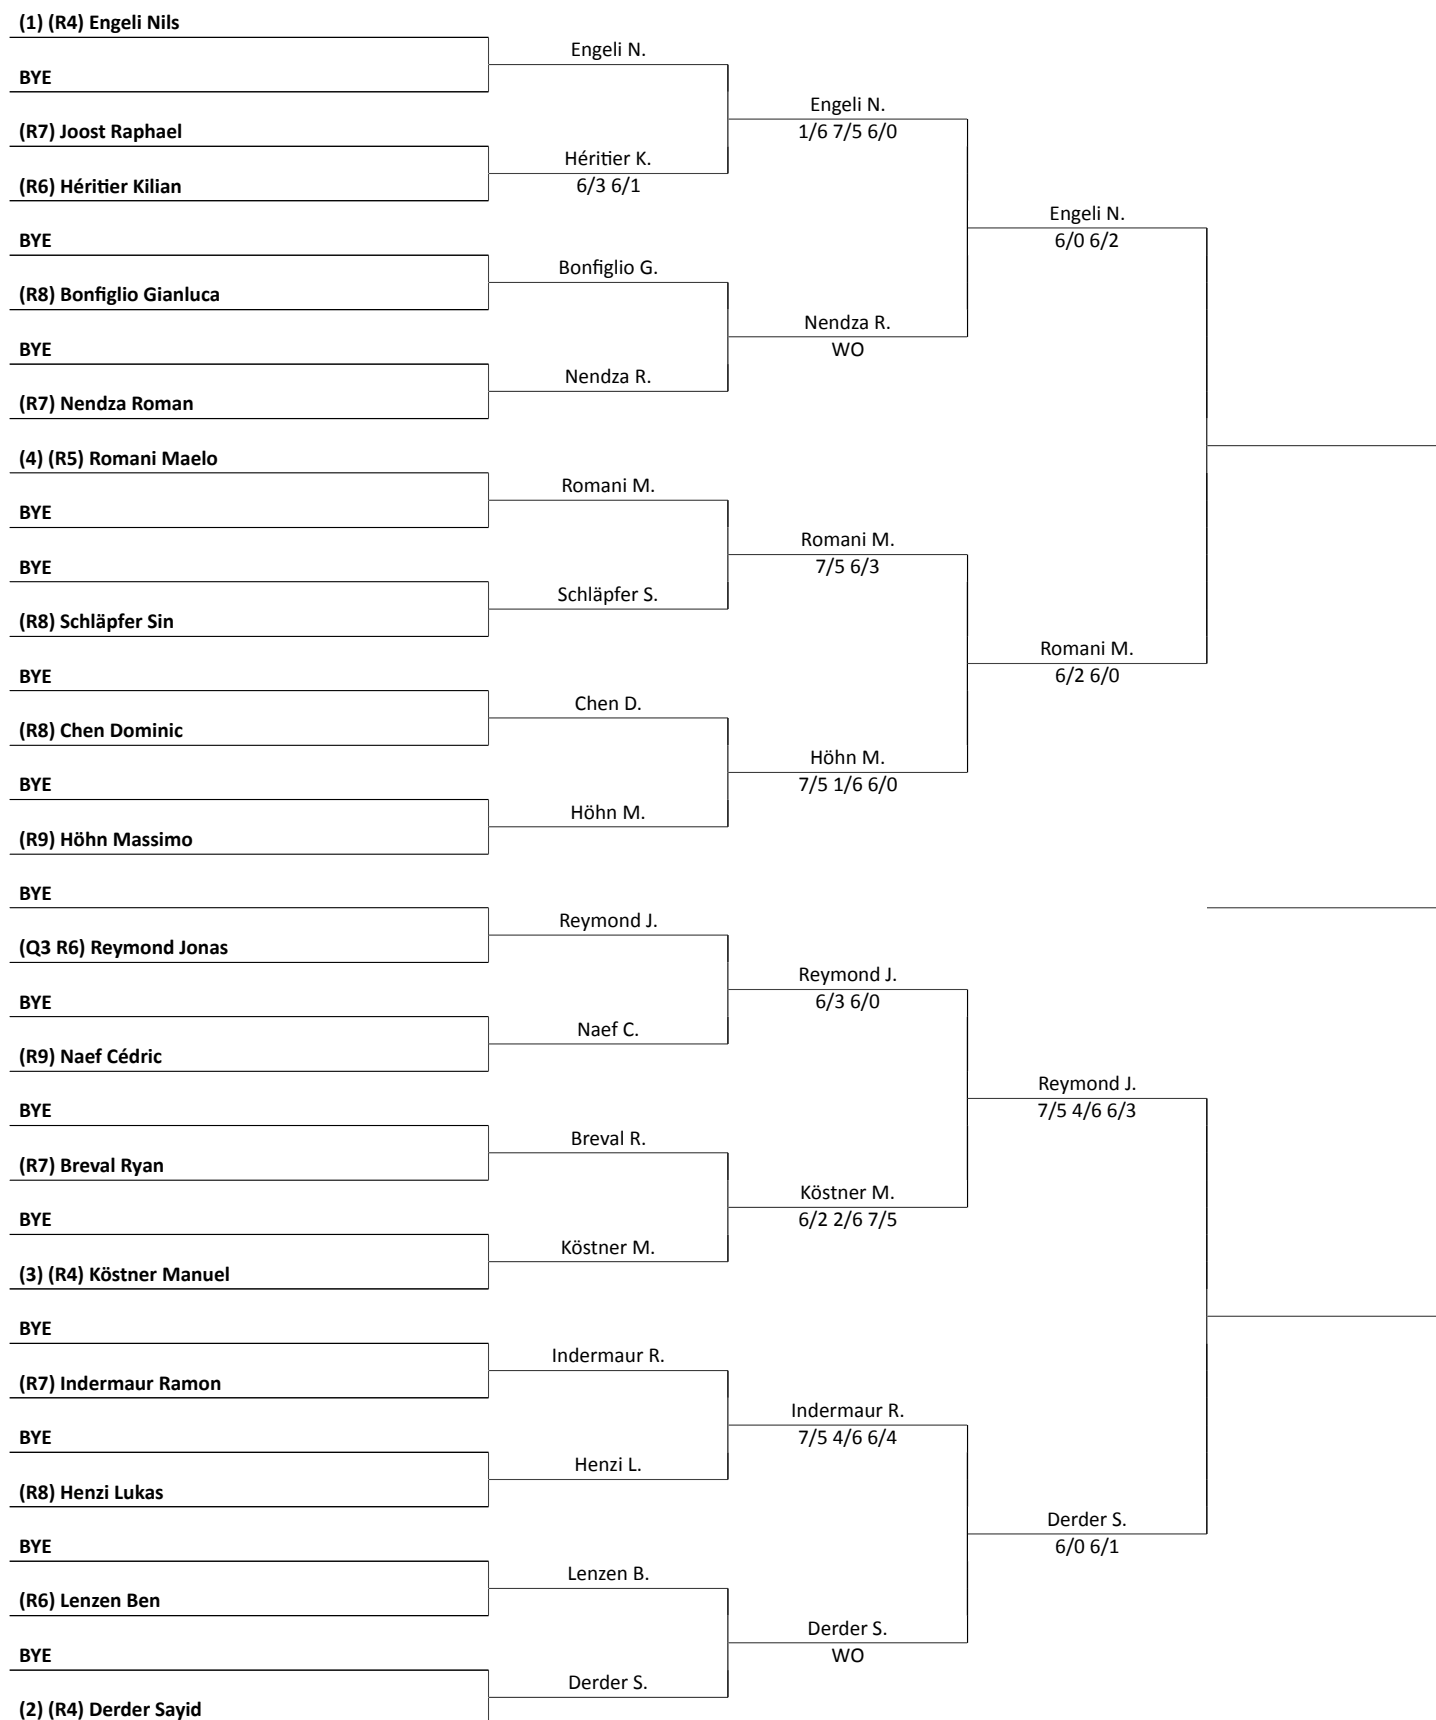 (1) (R4) Engeli Nils
BYE
(R7) Joost Raphael
(R6) Héritier Kilian
BYE
(R8) Bonfiglio Gianluca
BYE
(R7) Nendza Roman
(4) (R5) Romani Maelo
BYE
BYE
(R8) Schläpfer Sin
BYE
(R8) Chen Dominic
BYE
(R9) Höhn Massimo
BYE
(Q3 R6) Reymond Jonas
BYE
(R9) Naef Cédric
BYE
(R7) Breval Ryan
BYE
(3) (R4) Köstner Manuel
BYE
(R7) Indermaur Ramon
BYE
(R8) Henzi Lukas
BYE
(R6) Lenzen Ben
BYE
(2) (R4) Derder Sayid
Engeli N.
Héritier K.
6/3 6/1
Bonfiglio G.
Nendza R.
Romani M.
Schläpfer S.
Chen D.
Höhn M.
Reymond J.
Naef C.
Breval R.
Köstner M.
Indermaur R.
Henzi L.
Lenzen B.
Derder S.
Engeli N.
1/6 7/5 6/0
Nendza R.
WO
Romani M.
7/5 6/3
Höhn M.
7/5 1/6 6/0
Reymond J.
6/3 6/0
Köstner M.
6/2 2/6 7/5
Indermaur R.
7/5 4/6 6/4
Derder S.
WO
Engeli N.
6/0 6/2
Romani M.
6/2 6/0
Reymond J.
7/5 4/6 6/3
Derder S.
6/0 6/1